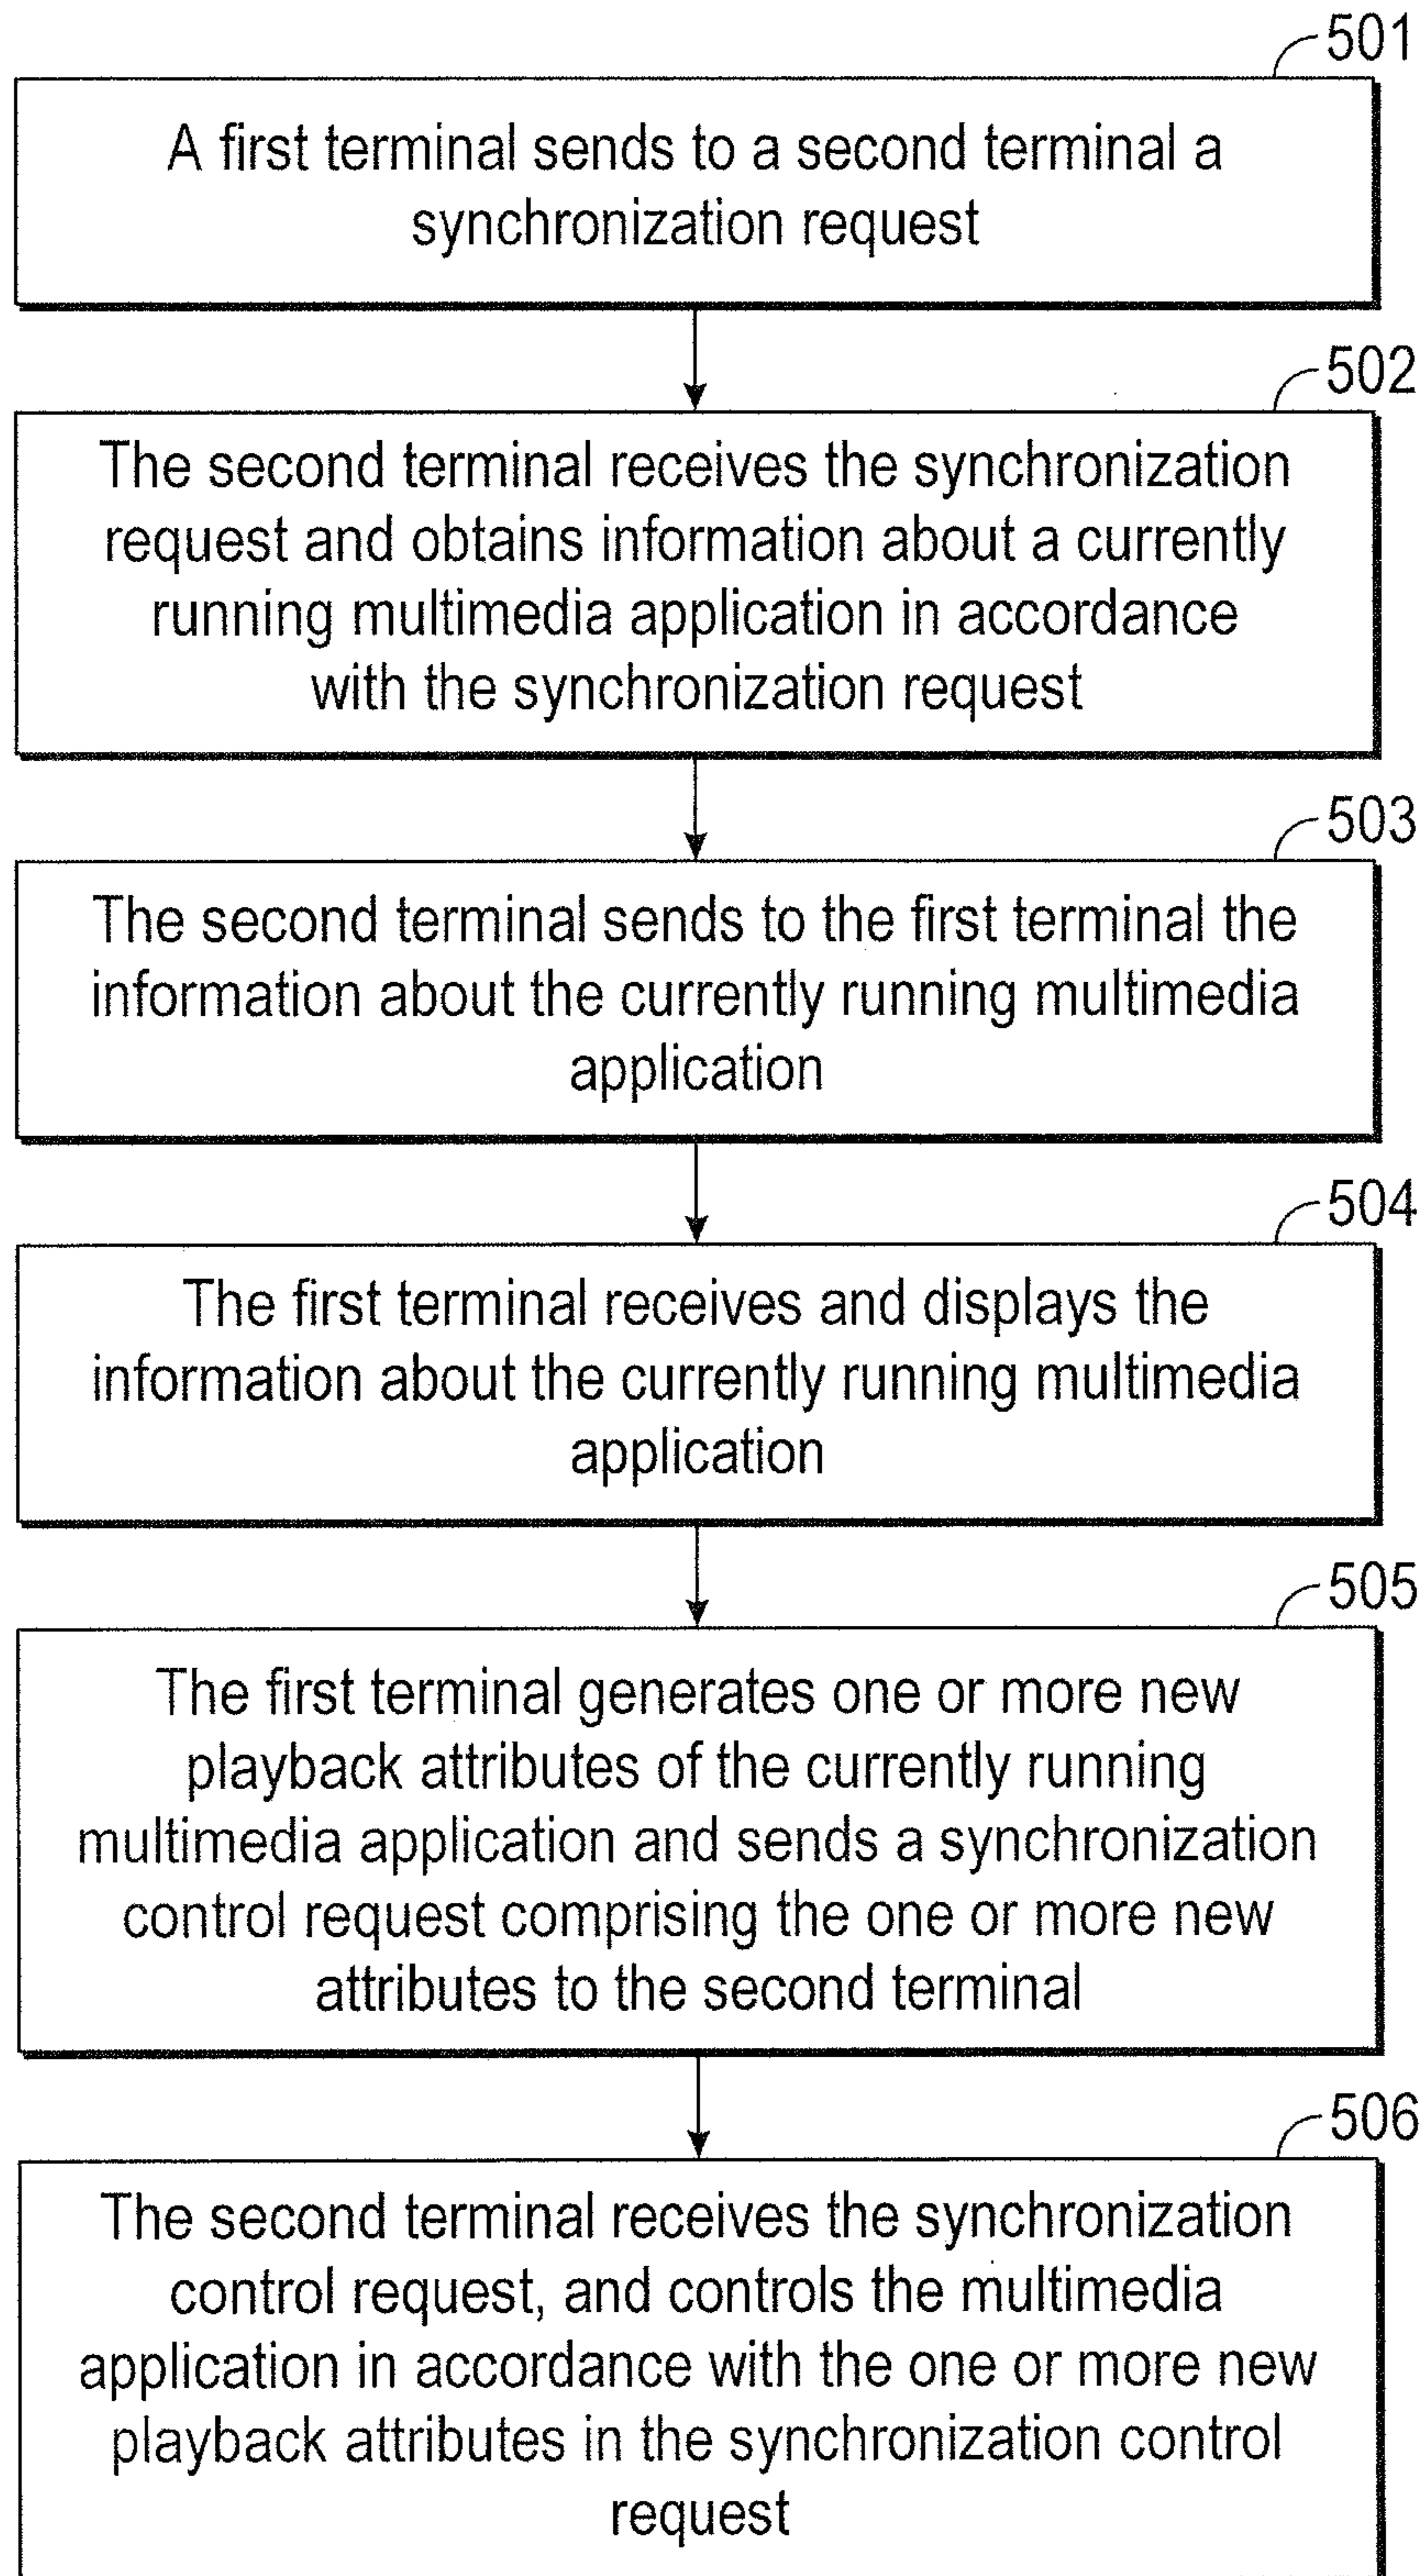 501
A first terminal sends to a second terminal a
synchronization request
502
The second terminal receives the synchronization
request and obtains information about a currently
running multimedia application in accordance
with the synchronization request
503
The second terminal sends to the first terminal the
information about the currently running multimedia
application
504
The first terminal receives and displays the
information about the currently running multimedia
application
505
The first terminal generates one or more new
playback attributes of the currently running
multimedia application and sends a synchronization
control request comprising the one or more new
attributes to the second terminal
506
The second terminal receives the synchronization
control request, and controls the multimedia
application in accordance with the one or more new
playback attributes in the synchronization control
request